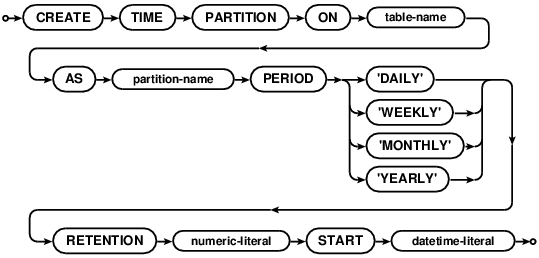 CREATE TIME PARTITION ON table-name
AS partition-name PERIOD 'DAILY'
'WEEKLY'
'MONTHLY'
'YEARLY'
RETENTION numeric-literal START datetime-literal